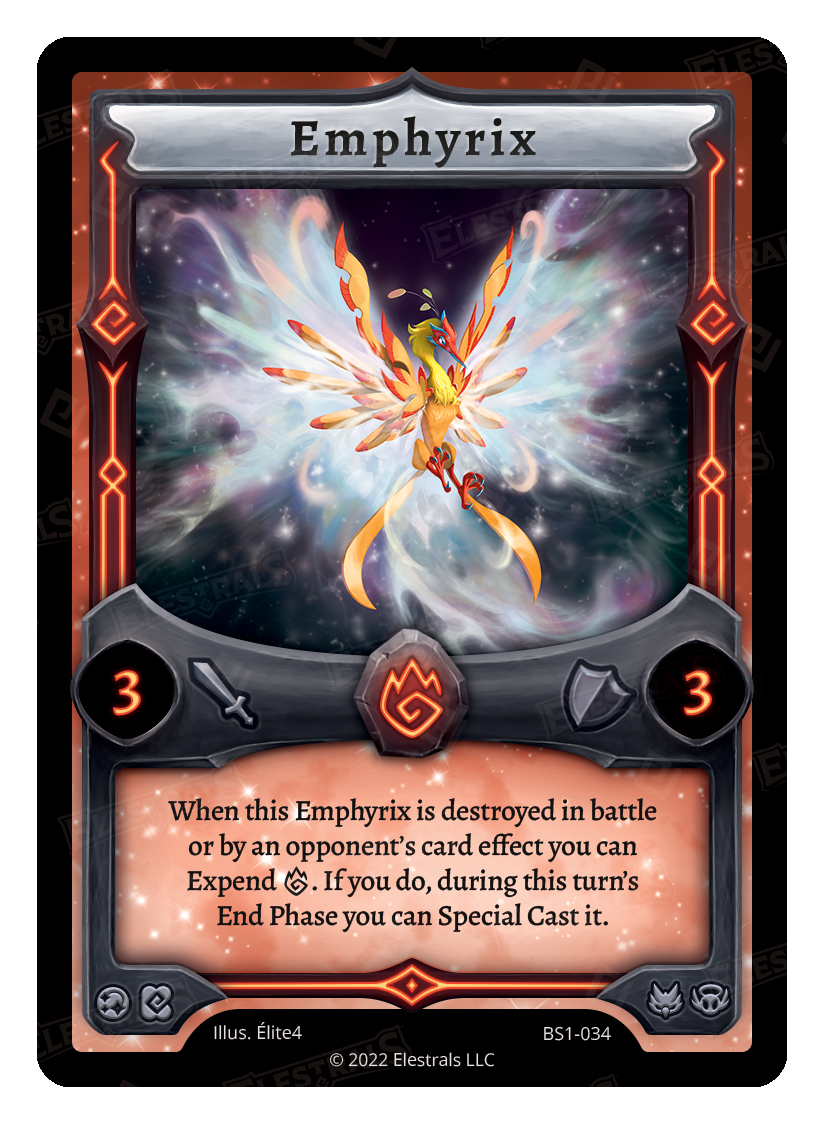 Emphyrix
3
3
When this Emphyrix is destroyed in battle
or by an opponent's card effect you can
Expend . If you do, during this turn's
End Phase you can Special Cast it.
Illus. Élite4
BS1-034
© 2022 Elestrals LLC
ELESTRALS